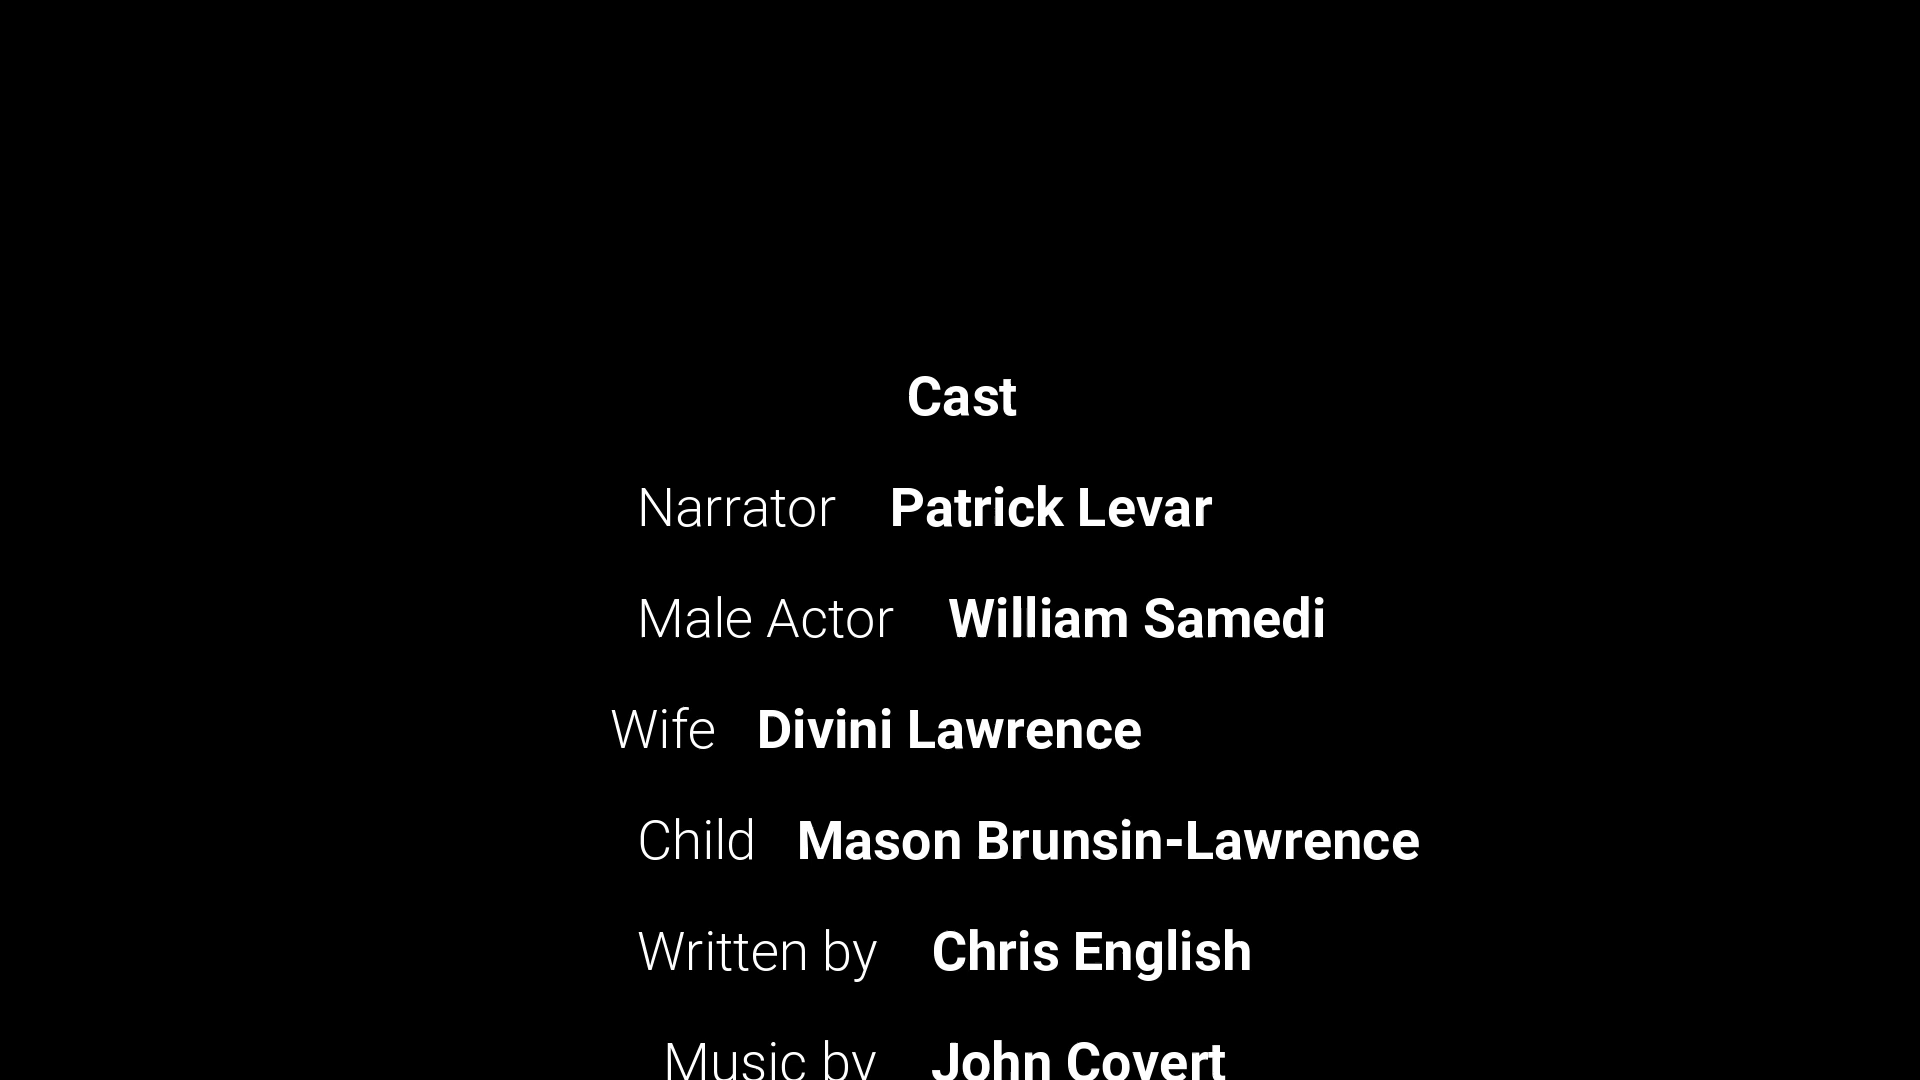 Cast
Narrator Patrick Levar
Male Actor William Samedi
Wife Divini Lawrence
Child Mason Brunsin-Lawrence
Written by Chris English
Music by John Covert